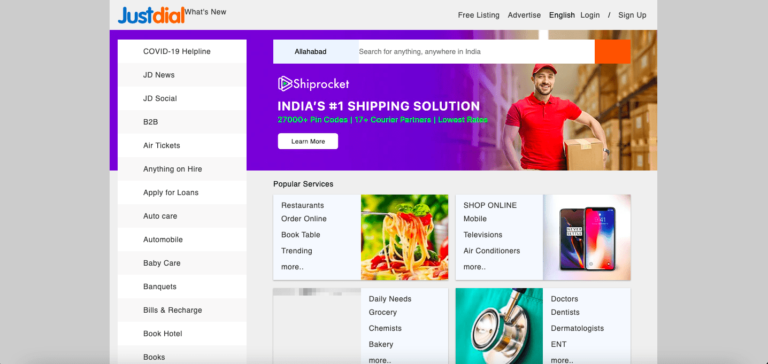 Justdial What's New
Free Listing Advertise English Login / Sign Up
COVID-19 Helpline
JD News
JD Social
B2B
Air Tickets
Anything on Hire
Apply for Loans
Auto care
Automobile
Baby Care
Banquets
Bills & Recharge
Book Hotel
Books
Allahabad Search for anything, anywhere in India
Shiprocket
INDIA'S #1 SHIPPING SOLUTION
27000+ Pin Codes | 17+ Courier Partners | Lowest Rates
Learn More
Popular Services
Restaurants
Order Online
Book Table
Trending
more..
SHOP ONLINE
Mobile
Televisions
Air Conditioners
more..
Daily Needs
Grocery
Chemists
Bakery
more..
Doctors
Dentists
Dermatologists
ENT
more..